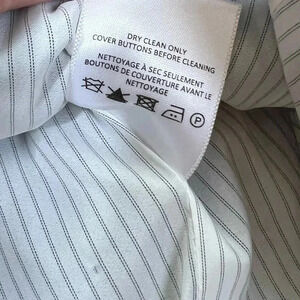 DRY CLEAN ONLY
COVER BUTTONS BEFORE CLEANING
NETTOYAGE À SEC SEULEMENT
BOUTONS DE COUVERTURE AVANT LE
NETTOYAGE
P